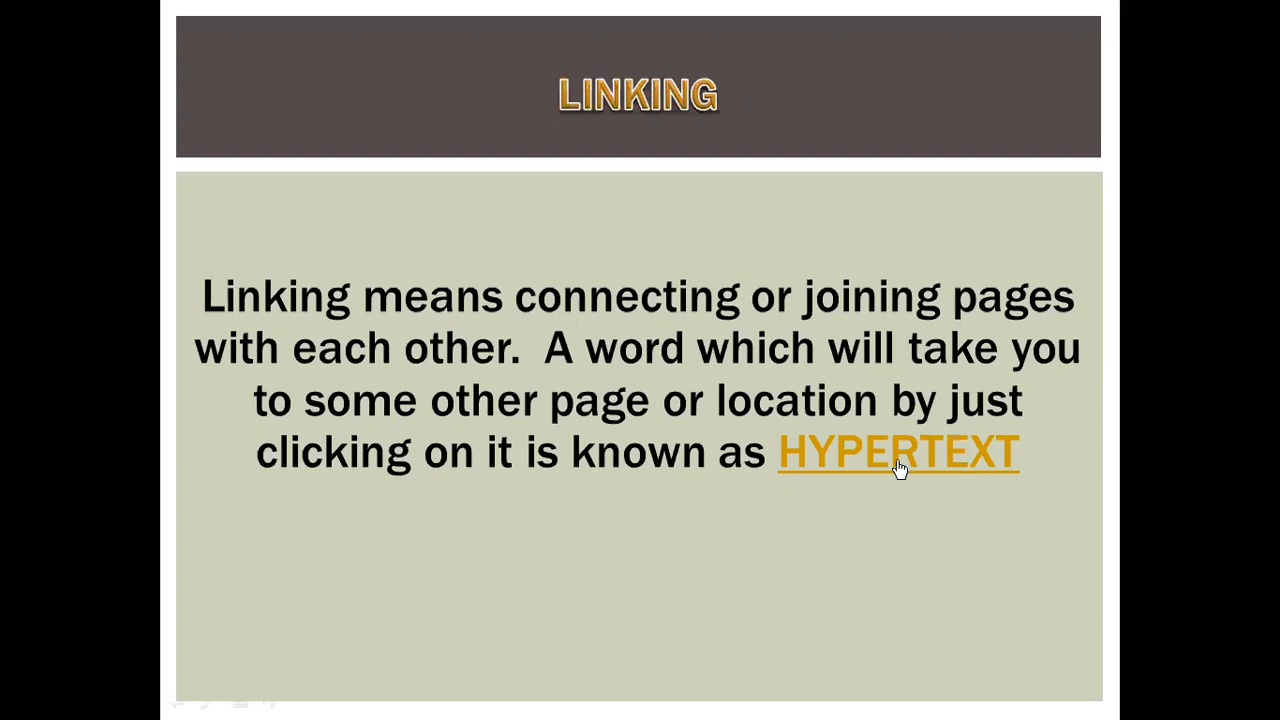 LINKING
Linking means connecting or joining pages
with each other.  A word which will take you
to some other page or location by just
clicking on it is known as HYPERTEXT